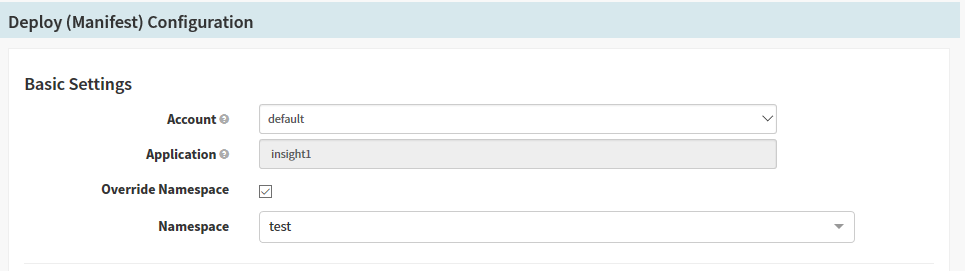 Deploy (Manifest) Configuration
Basic Settings
Account ?
default
Application ?
insight1
Override Namespace
Namespace
test